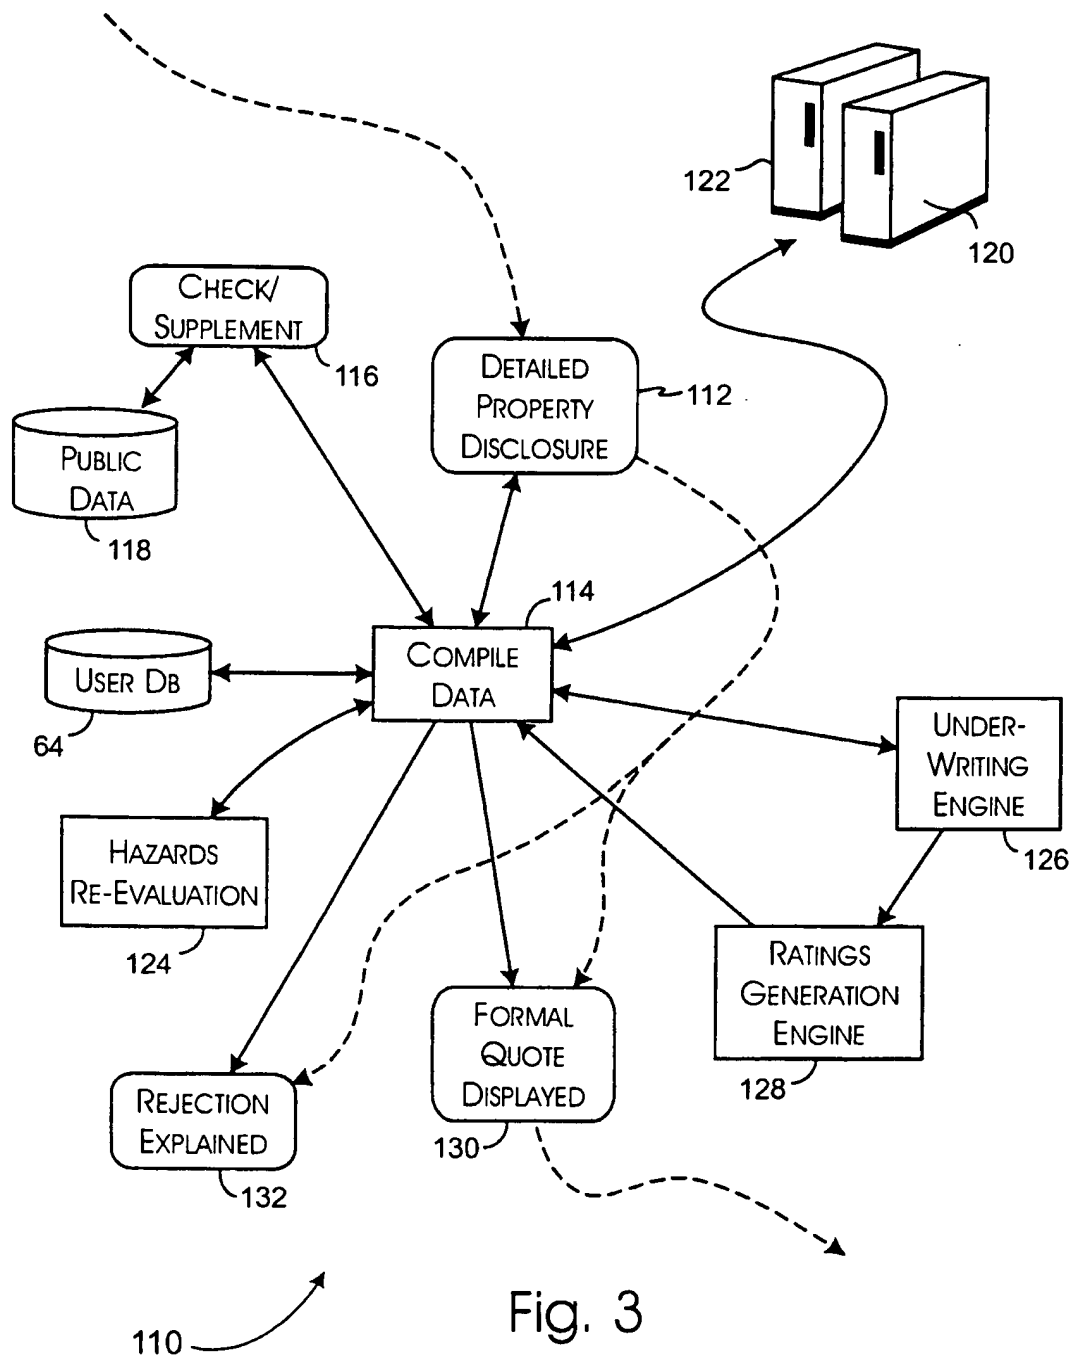 122
120
CHECK/
SUPPLEMENT
116
DETAILED
PROPERTY
DISCLOSURE
112
PUBLIC
DATA
118
114
COMPILE
DATA
USER DB
64
UNDER-
WRITING
ENGINE
126
HAZARDS
RE-EVALUATION
124
RATINGS
GENERATION
ENGINE
128
FORMAL
QUOTE
DISPLAYED
130
REJECTION
EXPLAINED
132
110
Fig. 3